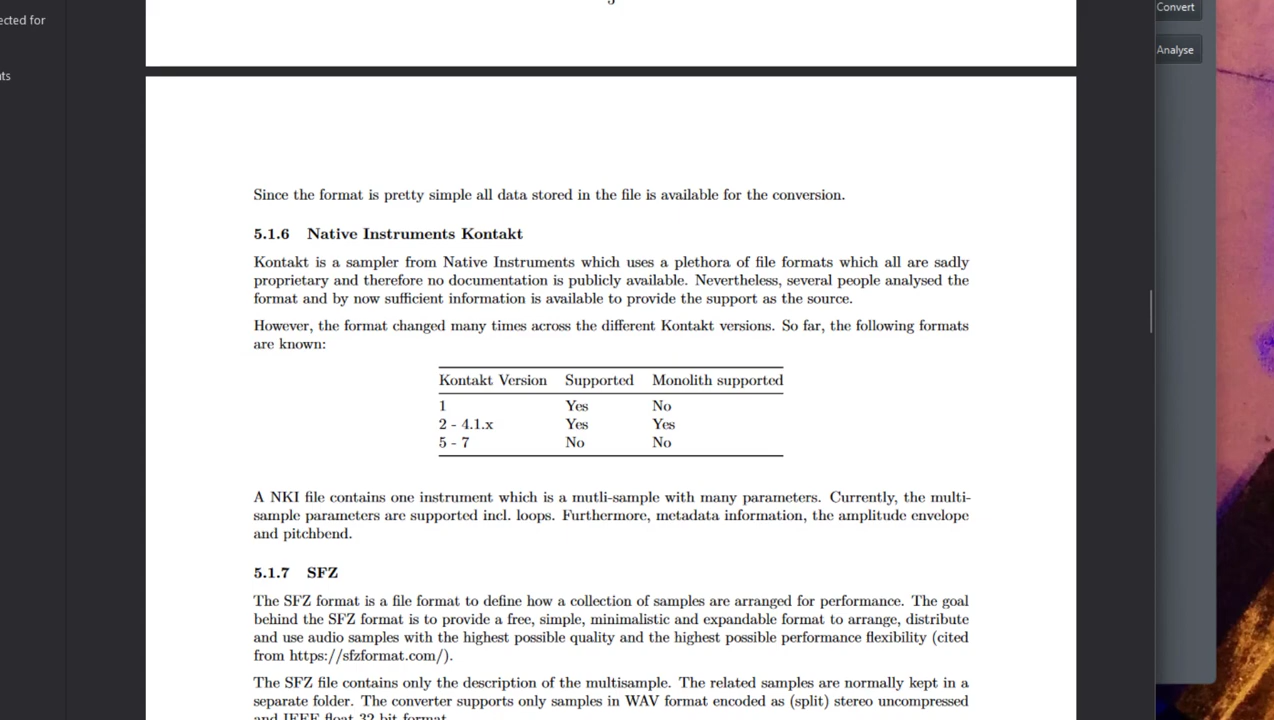 ected for
Convert
Analyse
Since the format is pretty simple all data stored in the file is available for the conversion.
5.1.6 Native Instruments Kontakt
Kontakt is a sampler from Native Instruments which uses a plethora of file formats which all are sadly
proprietary and therefore no documentation is publicly available. Nevertheless, several people analysed the
format and by now sufficient information is available to provide the support as the source.
However, the format changed many times across the different Kontakt versions. So far, the following formats
are known:
Kontakt Version Supported Monolith supported
1 Yes No
2 - 4.1.x Yes Yes
5 - 7 No No
A NKI file contains one instrument which is a mutli-sample with many parameters. Currently, the multi-
sample parameters are supported incl. loops. Furthermore, metadata information, the amplitude envelope
and pitchbend.
5.1.7 SFZ
The SFZ format is a file format to define how a collection of samples are arranged for performance. The goal
behind the SFZ format is to provide a free, simple, minimalistic and expandable format to arrange, distribute
and use audio samples with the highest possible quality and the highest possible performance flexibility (cited
from https://sfzformat.com/).
The SFZ file contains only the description of the multisample. The related samples are normally kept in a
separate folder. The converter supports only samples in WAV format encoded as (split) stereo uncompressed
and IEEE float 32 bit format.